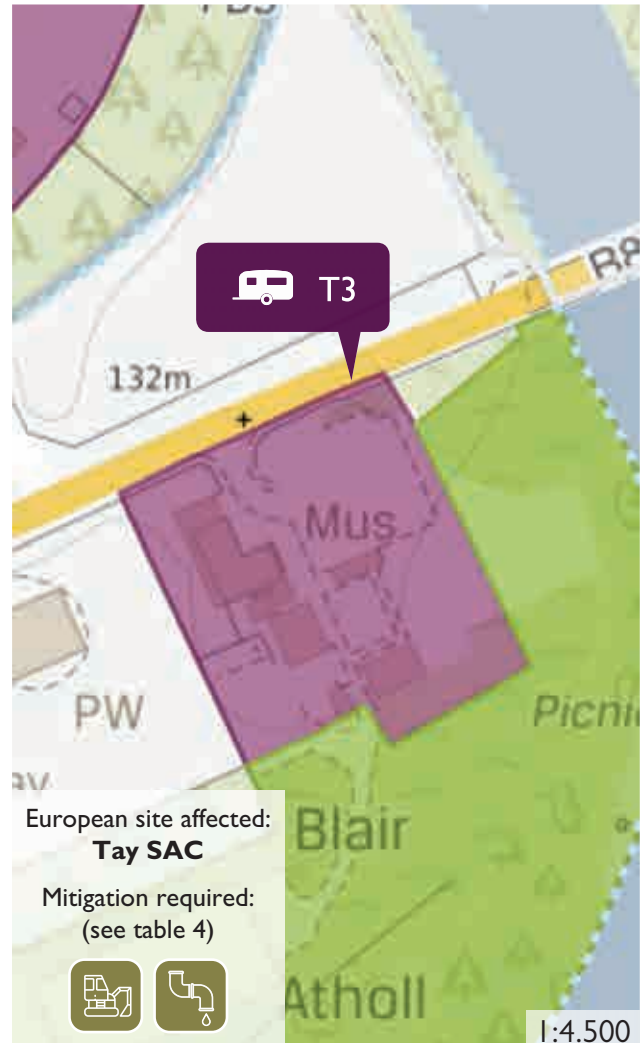 T3
132m
Mus
PW
Blair
European site affected:
Tay SAC
Mitigation required:
(see table 4)
Atholl
1:4.500